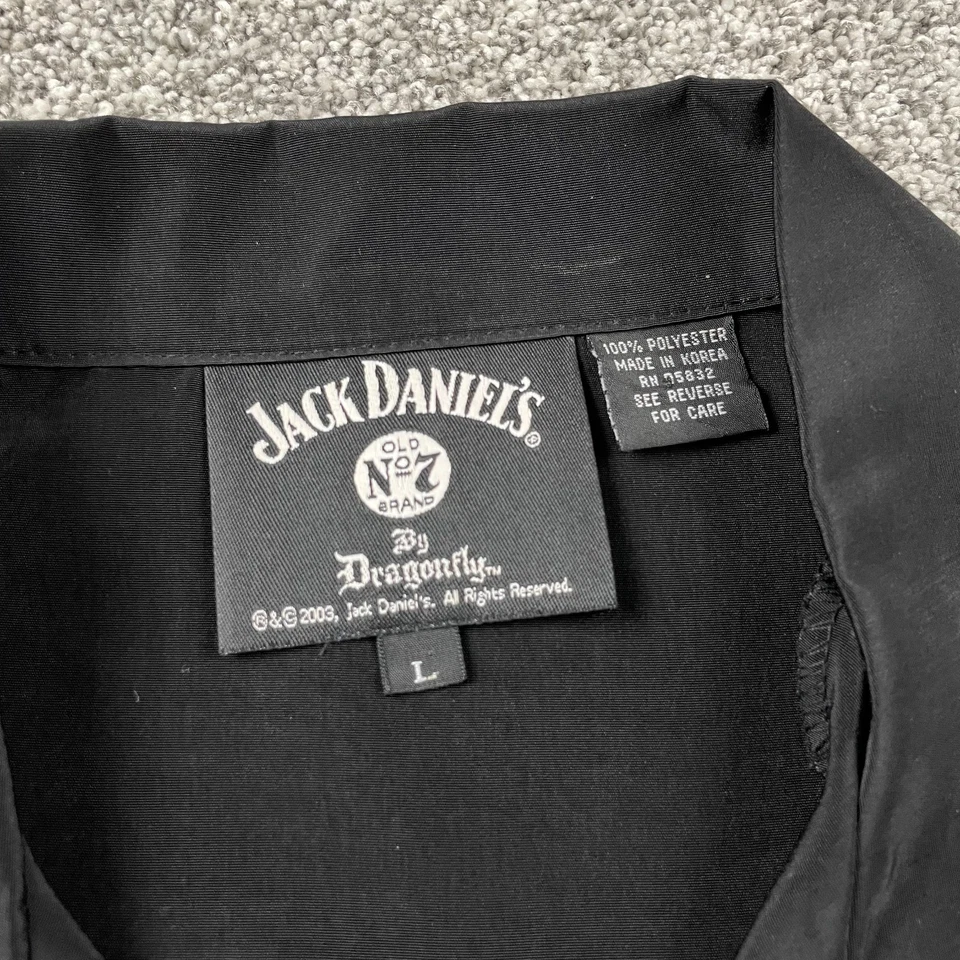 JACK DANIEL'S®
OLD
No7
BRAND
By
Dragonfly™
®&©2003, Jack Daniel's. All Rights Reserved.
L
100% POLYESTER
MADE IN KOREA
RN 95832
SEE REVERSE
FOR CARE